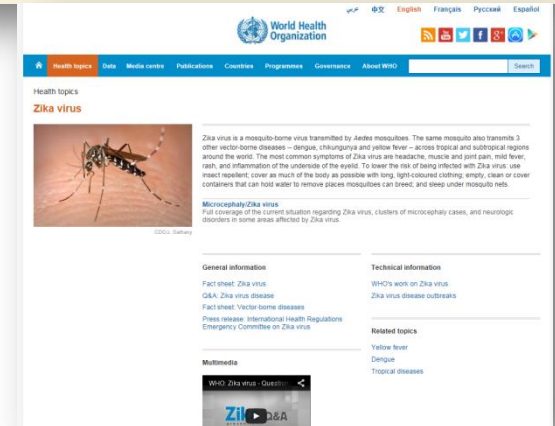 عربي 中文 English Français Русский Español
World Health
Organization
Health topics Data Media centre Publications Countries Programmes Governance About WHO Search
Health topics
Zika virus
Zika virus is a mosquito-borne virus transmitted by Aedes mosquitoes. The same mosquito also transmits 3
other vector-borne diseases – dengue, chikungunya and yellow fever – across tropical and subtropical regions
around the world. The most common symptoms of Zika virus are headache, muscle and joint pain, mild fever,
rash, and inflammation of the underside of the eyelid. To lower the risk of being infected with Zika virus: use
insect repellent; cover as much of the body as possible with long, light-coloured clothing; empty, clean or cover
containers that can hold water to remove places mosquitoes can breed; and sleep under mosquito nets.
Microcephaly/Zika virus
Full coverage of the current situation regarding Zika virus, clusters of microcephaly cases, and neurologic
disorders in some areas affected by Zika virus.
General information
Fact sheet: Zika virus
Q&A: Zika virus disease
Fact sheet: Vector-borne diseases
Press release: International Health Regulations
Emergency Committee on Zika virus
Multimedia
WHO: Zika virus - Question
Zik Q&A
Technical information
WHO's work on Zika virus
Zika virus disease outbreaks
Related topics
Yellow fever
Dengue
Tropical diseases